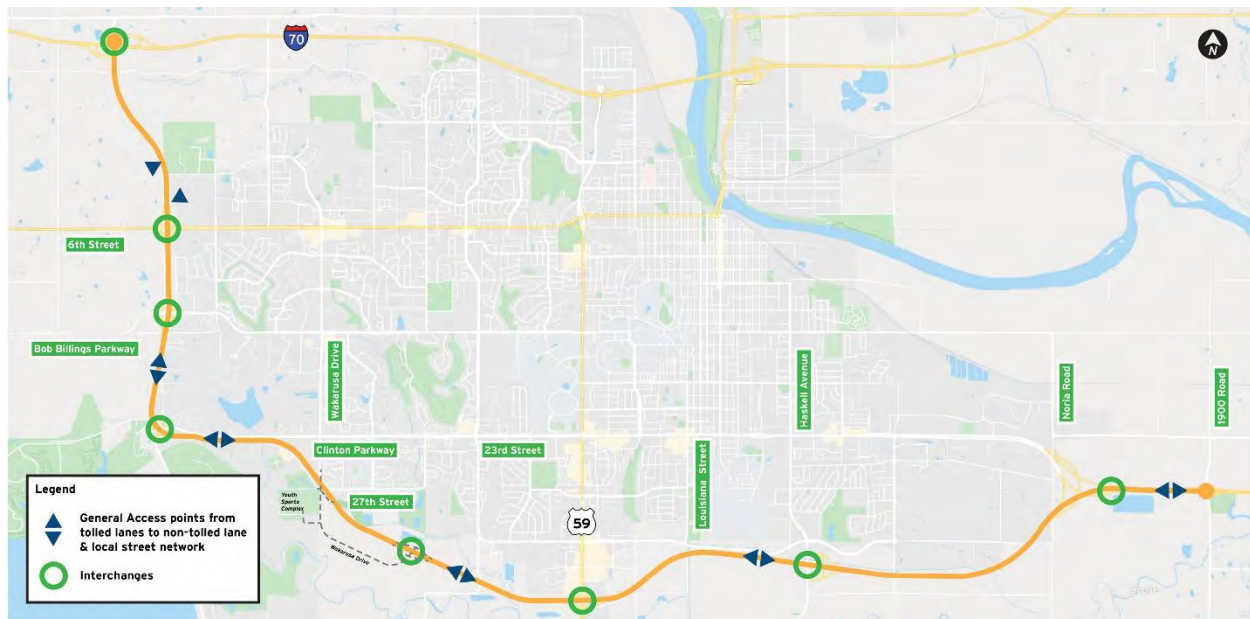 70
N
6th Street
Bob Billings Parkway
Wakarusa Drive
Haskell Avenue
Noria Road
1900 Road
Clinton Parkway
23rd Street
Louisiana Street
Youth
Sports
Complex
27th Street
59
Wakarusa Drive
Legend
General Access points from
tolled lanes to non-tolled lane
& local street network
Interchanges